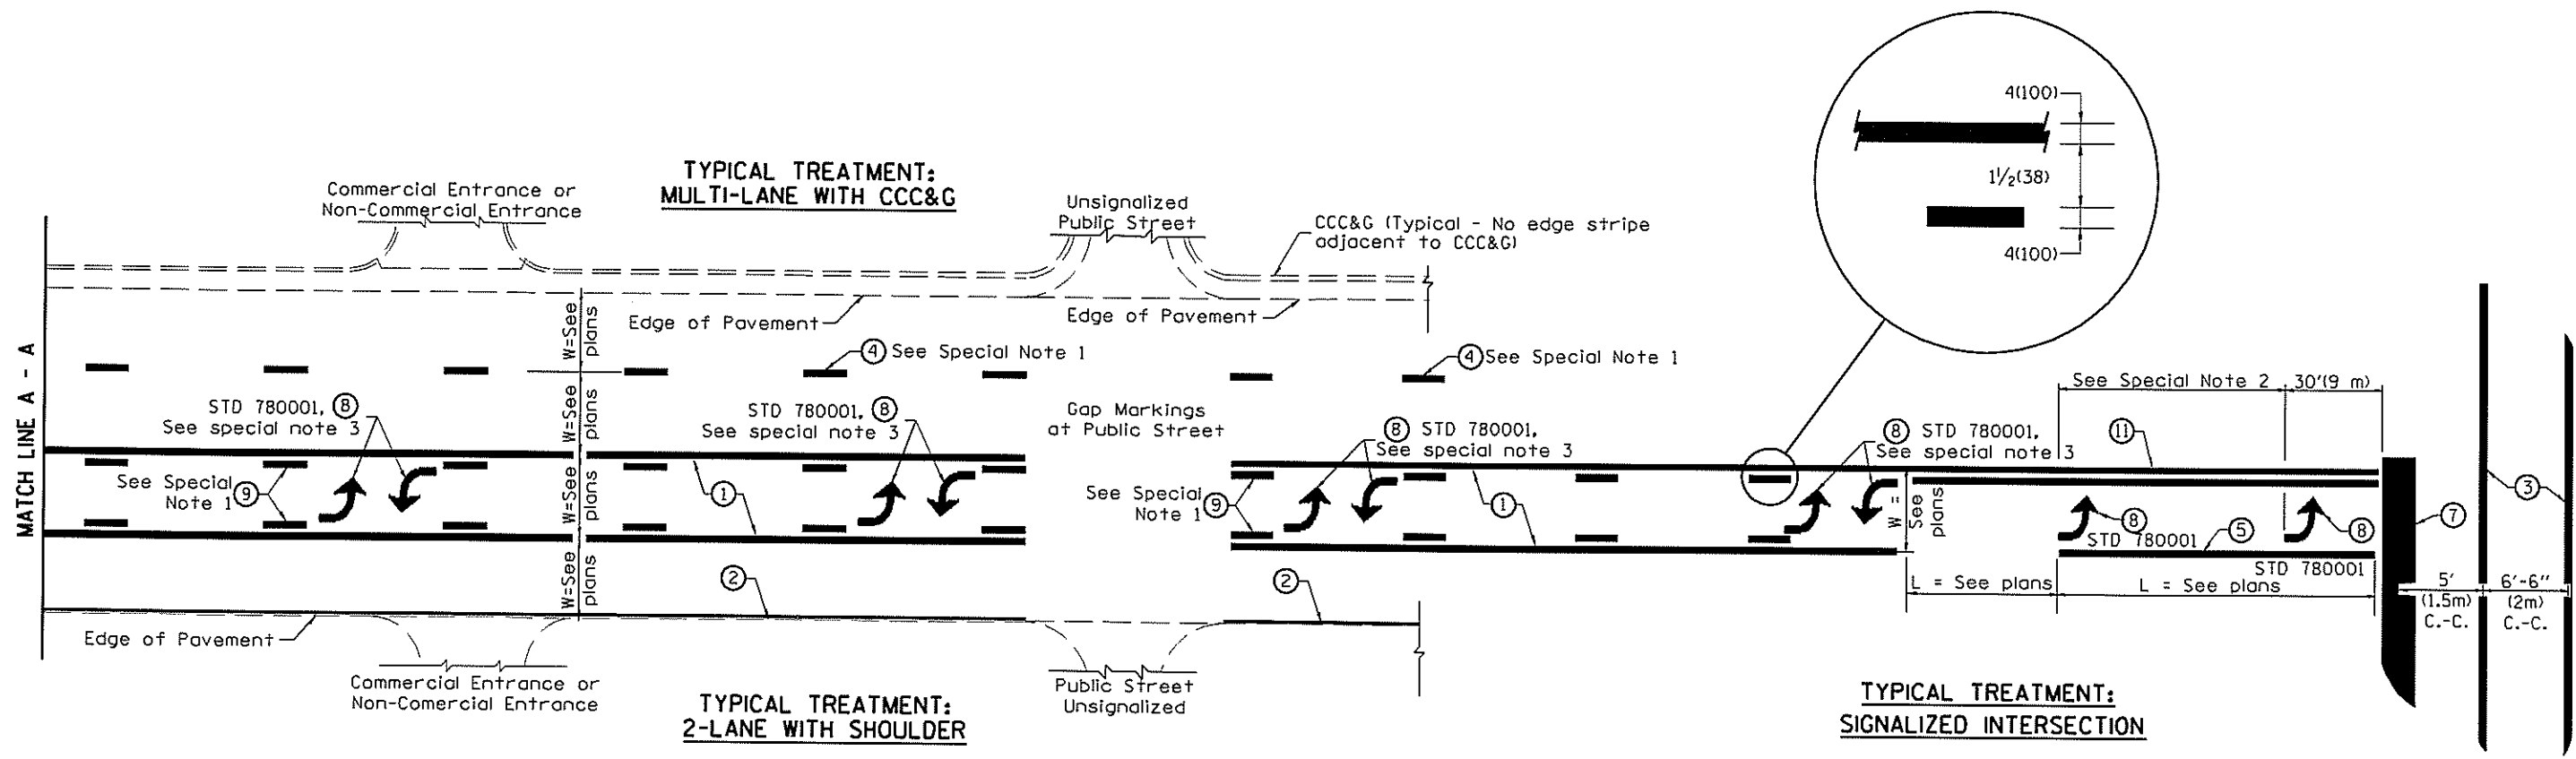 MATCH LINE A - A
TYPICAL TREATMENT:
MULTI-LANE WITH CCC&G
Commercial Entrance or
Non-Commercial Entrance
Unsignalized
Public Street
CCC&G (Typical - No edge stripe
adjacent to CCC&G)
Edge of Pavement
Edge of Pavement
W=See
plans
W=See
plans
W=See
plans
W=See
plans
4 See Special Note 1
4 See Special Note 1
STD 780001, 8
See special note 3
STD 780001, 8
See special note 3
Gap Markings
at Public Street
8 STD 780001,
See special note 3
8 STD 780001,
See special note 3
See Special
Note 1 9
1
See Special
Note 1 9
1
2
2
Edge of Pavement
Commercial Entrance or
Non-Comercial Entrance
Public Street
Unsignalized
TYPICAL TREATMENT:
2-LANE WITH SHOULDER
4(100)
1½(38)
4(100)
See Special Note 2
30'(9 m)
11
W =
See
plans
8
STD 780001
5
8
STD 780001
L = See plans
L = See plans
7
3
5'
(1.5m)
C.-C.
6'-6"
(2m)
C.-C.
TYPICAL TREATMENT:
SIGNALIZED INTERSECTION